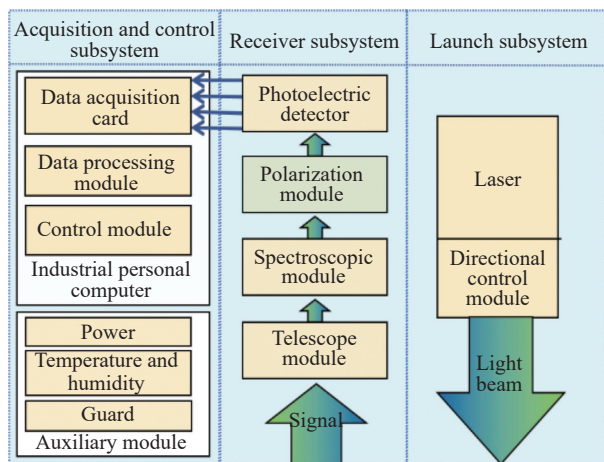 Acquisition and control
subsystem
Data acquisition
card
Data processing
module
Control module
Industrial personal
computer
Power
Temperature and
humidity
Guard
Auxiliary module
Receiver subsystem
Photoelectric
detector
Polarization
module
Spectroscopic
module
Telescope
module
Signal
Launch subsystem
Laser
Directional
control
module
Light
beam